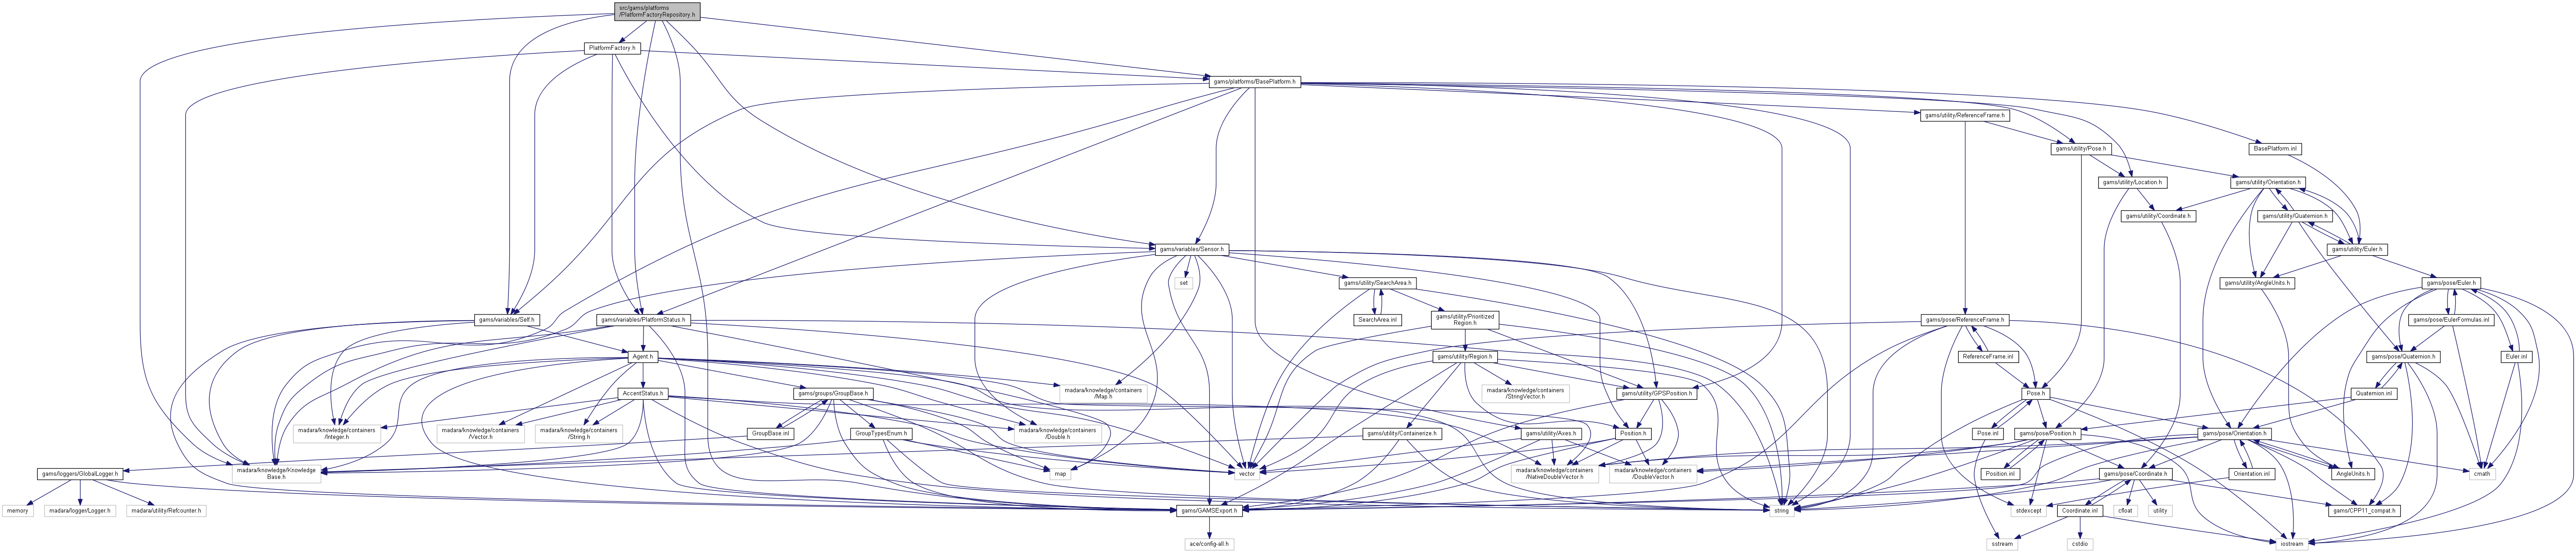 src/gams/platforms
/PlatformFactoryRepository.h
PlatformFactory.h
gams/platforms/BasePlatform.h
gams/utility/ReferenceFrame.h
gams/utility/Pose.h
BasePlatform.inl
gams/utility/Location.h
gams/utility/Orientation.h
gams/utility/Coordinate.h
gams/utility/Quaternion.h
gams/variables/Sensor.h
gams/utility/Euler.h
set
gams/utility/SearchArea.h
gams/utility/AngleUnits.h
gams/pose/Euler.h
gams/variables/Self.h
gams/variables/PlatformStatus.h
SearchArea.inl
gams/utility/Prioritized
Region.h
gams/pose/ReferenceFrame.h
gams/pose/EulerFormulas.inl
Agent.h
gams/utility/Region.h
ReferenceFrame.inl
gams/pose/Quaternion.h
Euler.inl
AccentStatus.h
gams/groups/GroupBase.h
madara/knowledge/containers
/Map.h
madara/knowledge/containers
/StringVector.h
gams/utility/GPSPosition.h
Pose.h
Quaternion.inl
madara/knowledge/containers
/Integer.h
madara/knowledge/containers
/Vector.h
madara/knowledge/containers
/String.h
GroupBase.inl
GroupTypesEnum.h
madara/knowledge/containers
/Double.h
gams/utility/Containerize.h
gams/utility/Axes.h
Position.h
Pose.inl
gams/pose/Position.h
gams/pose/Orientation.h
gams/loggers/GlobalLogger.h
madara/knowledge/Knowledge
Base.h
map
vector
madara/knowledge/containers
/NativeDoubleVector.h
madara/knowledge/containers
/DoubleVector.h
Position.inl
gams/pose/Coordinate.h
Orientation.inl
AngleUnits.h
cmath
memory
madara/logger/Logger.h
madara/utility/Refcounter.h
gams/GAMSExport.h
string
stdexcept
Coordinate.inl
cfloat
utility
gams/CPP11_compat.h
ace/config-all.h
sstream
cstdio
iostream